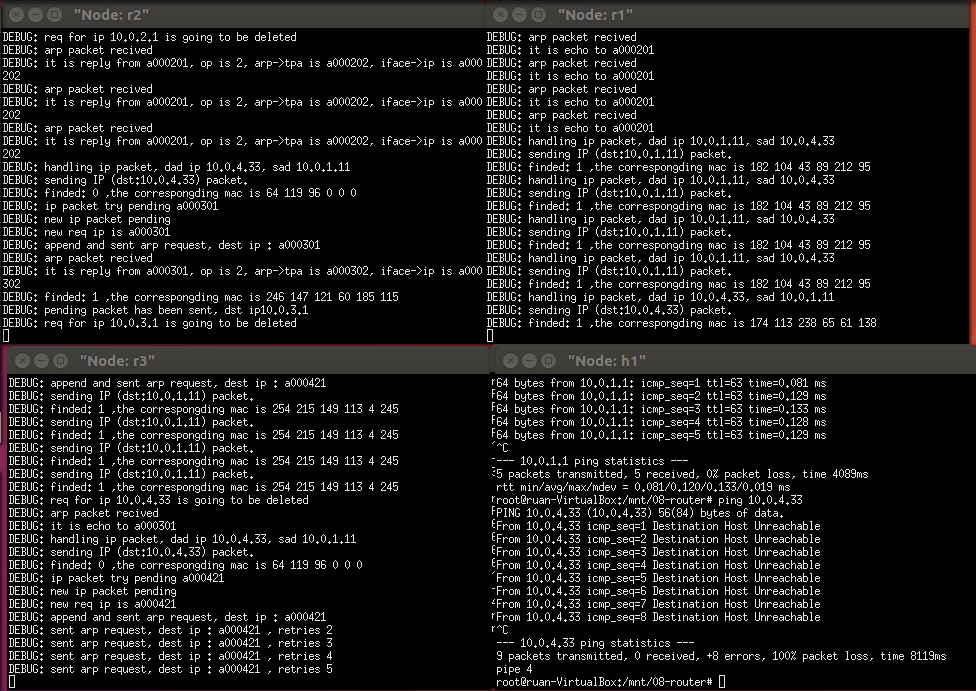 "Node: r2"
DEBUG: req for ip 10.0.2.1 is going to be deleted
DEBUG: arp packet recived
DEBUG: it is reply from a000201, op is 2, arp->tpa is a000202, iface->ip is a000
202
DEBUG: arp packet recived
DEBUG: it is reply from a000201, op is 2, arp->tpa is a000202, iface->ip is a000
202
DEBUG: arp packet recived
DEBUG: it is reply from a000201, op is 2, arp->tpa is a000202, iface->ip is a000
202
DEBUG: handling ip packet, dad ip 10.0.4.33, sad 10.0.1.11
DEBUG: sending IP (dst:10.0.4.33) packet.
DEBUG: finded: 0 ,the correspongding mac is 64 119 96 0 0 0
DEBUG: ip packet try pending a000301
DEBUG: new ip packet pending
DEBUG: new req ip is a000301
DEBUG: append and sent arp request, dest ip : a000301
DEBUG: arp packet recived
DEBUG: it is reply from a000301, op is 2, arp->tpa is a000302, iface->ip is a000
302
DEBUG: finded: 1 ,the correspongding mac is 246 147 121 60 185 115
DEBUG: pending packet has been sent, dst ip10.0.3.1
DEBUG: req for ip 10.0.3.1 is going to be deleted
"Node: r1"
DEBUG: arp packet recived
DEBUG: it is echo to a000201
DEBUG: arp packet recived
DEBUG: it is echo to a000201
DEBUG: arp packet recived
DEBUG: it is echo to a000201
DEBUG: arp packet recived
DEBUG: it is echo to a000201
DEBUG: handling ip packet, dad ip 10.0.1.11, sad 10.0.4.33
DEBUG: sending IP (dst:10.0.1.11) packet.
DEBUG: finded: 1 ,the correspongding mac is 182 104 43 89 212 95
DEBUG: handling ip packet, dad ip 10.0.1.11, sad 10.0.4.33
DEBUG: sending IP (dst:10.0.1.11) packet.
DEBUG: finded: 1 ,the correspongding mac is 182 104 43 89 212 95
DEBUG: handling ip packet, dad ip 10.0.1.11, sad 10.0.4.33
DEBUG: sending IP (dst:10.0.1.11) packet.
DEBUG: finded: 1 ,the correspongding mac is 182 104 43 89 212 95
DEBUG: handling ip packet, dad ip 10.0.1.11, sad 10.0.4.33
DEBUG: sending IP (dst:10.0.1.11) packet.
DEBUG: finded: 1 ,the correspongding mac is 182 104 43 89 212 95
DEBUG: handling ip packet, dad ip 10.0.4.33, sad 10.0.1.11
DEBUG: sending IP (dst:10.0.4.33) packet.
DEBUG: finded: 1 ,the correspongding mac is 174 113 238 65 61 138
"Node: r3"
DEBUG: append and sent arp request, dest ip : a000421
DEBUG: sending IP (dst:10.0.1.11) packet.
DEBUG: finded: 1 ,the correspongding mac is 254 215 149 113 4 245
DEBUG: sending IP (dst:10.0.1.11) packet.
DEBUG: finded: 1 ,the correspongding mac is 254 215 149 113 4 245
DEBUG: sending IP (dst:10.0.1.11) packet.
DEBUG: finded: 1 ,the correspongding mac is 254 215 149 113 4 245
DEBUG: sending IP (dst:10.0.1.11) packet.
DEBUG: finded: 1 ,the correspongding mac is 254 215 149 113 4 245
DEBUG: req for ip 10.0.4.33 is going to be deleted
DEBUG: arp packet recived
DEBUG: it is echo to a000301
DEBUG: handling ip packet, dad ip 10.0.4.33, sad 10.0.1.11
DEBUG: sending IP (dst:10.0.4.33) packet.
DEBUG: finded: 0 ,the correspongding mac is 64 119 96 0 0 0
DEBUG: ip packet try pending a000421
DEBUG: new ip packet pending
DEBUG: new req ip is a000421
DEBUG: append and sent arp request, dest ip : a000421
DEBUG: sent arp request, dest ip : a000421 , retries 2
DEBUG: sent arp request, dest ip : a000421 , retries 3
DEBUG: sent arp request, dest ip : a000421 , retries 4
DEBUG: sent arp request, dest ip : a000421 , retries 5
"Node: h1"
64 bytes from 10.0.1.1: icmp_seq=1 ttl=63 time=0.081 ms
64 bytes from 10.0.1.1: icmp_seq=2 ttl=63 time=0.129 ms
64 bytes from 10.0.1.1: icmp_seq=3 ttl=63 time=0.133 ms
64 bytes from 10.0.1.1: icmp_seq=4 ttl=63 time=0.128 ms
64 bytes from 10.0.1.1: icmp_seq=5 ttl=63 time=0.129 ms
^C
--- 10.0.1.1 ping statistics ---
5 packets transmitted, 5 received, 0% packet loss, time 4089ms
rtt min/avg/max/mdev = 0.081/0.120/0.133/0.019 ms
root@ruan-VirtualBox:/mnt/08-router# ping 10.0.4.33
PING 10.0.4.33 (10.0.4.33) 56(84) bytes of data.
From 10.0.4.33 icmp_seq=1 Destination Host Unreachable
From 10.0.4.33 icmp_seq=2 Destination Host Unreachable
From 10.0.4.33 icmp_seq=3 Destination Host Unreachable
From 10.0.4.33 icmp_seq=4 Destination Host Unreachable
From 10.0.4.33 icmp_seq=5 Destination Host Unreachable
From 10.0.4.33 icmp_seq=6 Destination Host Unreachable
From 10.0.4.33 icmp_seq=7 Destination Host Unreachable
From 10.0.4.33 icmp_seq=8 Destination Host Unreachable
^C
--- 10.0.4.33 ping statistics ---
9 packets transmitted, 0 received, +8 errors, 100% packet loss, time 8119ms
pipe 4
root@ruan-VirtualBox:/mnt/08-router#